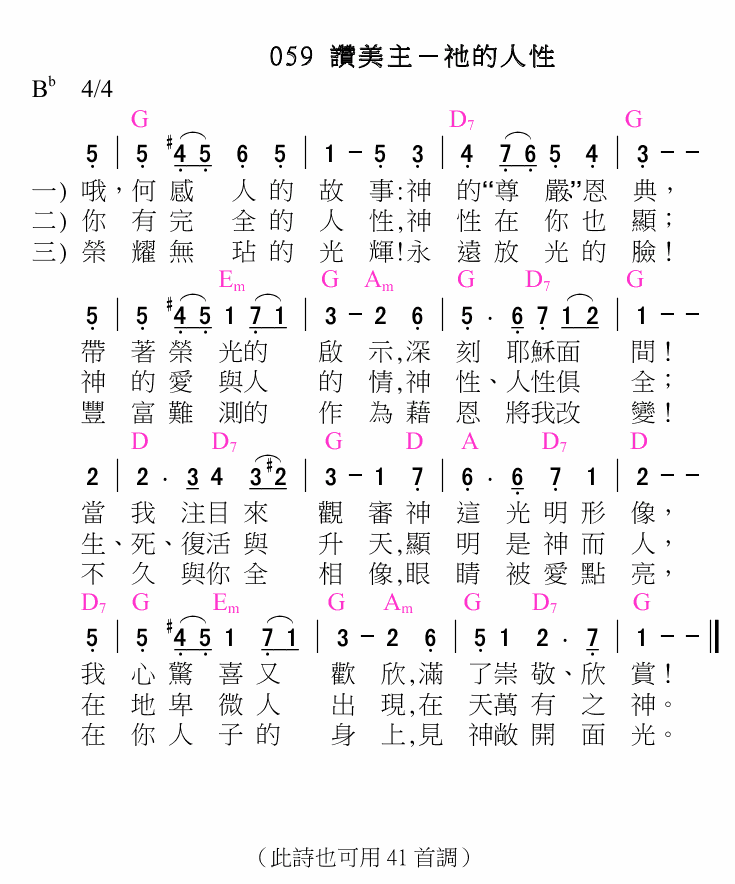 059 讚美主－祂的人性
B♭ 4/4
G D7 G
5 | 5 #4 5 6 5 | 1 - 5 3 | 4 7 6 5 4 | 3 - -
一) 哦，何感人的故事:神的“尊嚴”恩典，
二) 你有完全的人性,神性在你也顯；
三) 榮耀無玷的光輝!永遠放光的臉！
Em G Am G D7 G
5 | 5 #4 5 1 7 1 | 3 - 2 6 | 5 . 6 7 1 2 | 1 - -
帶著榮光的啟示,深刻耶穌面間！
神的愛與人的情,神性、人性俱全；
豐富難測的作為藉恩將我改變！
D D7 G D A D7 D
2 | 2 . 3 4 3 #2 | 3 - 1 7 | 6 . 6 7 1 | 2 - -
當我注目來觀審神這光明形像，
生、死、復活與升天,顯明是神而人，
不久與你全相像,眼睛被愛點亮，
D7 G Em G Am G D7 G
5 | 5 #4 5 1 7 1 | 3 - 2 6 | 5 1 2 . 7 | 1 - - ‖
我心驚喜又歡欣,滿了崇敬、欣賞！
在地卑微人出現,在天萬有之神。
在你人子的身上,見神敞開面光。
（此詩也可用 41 首調）